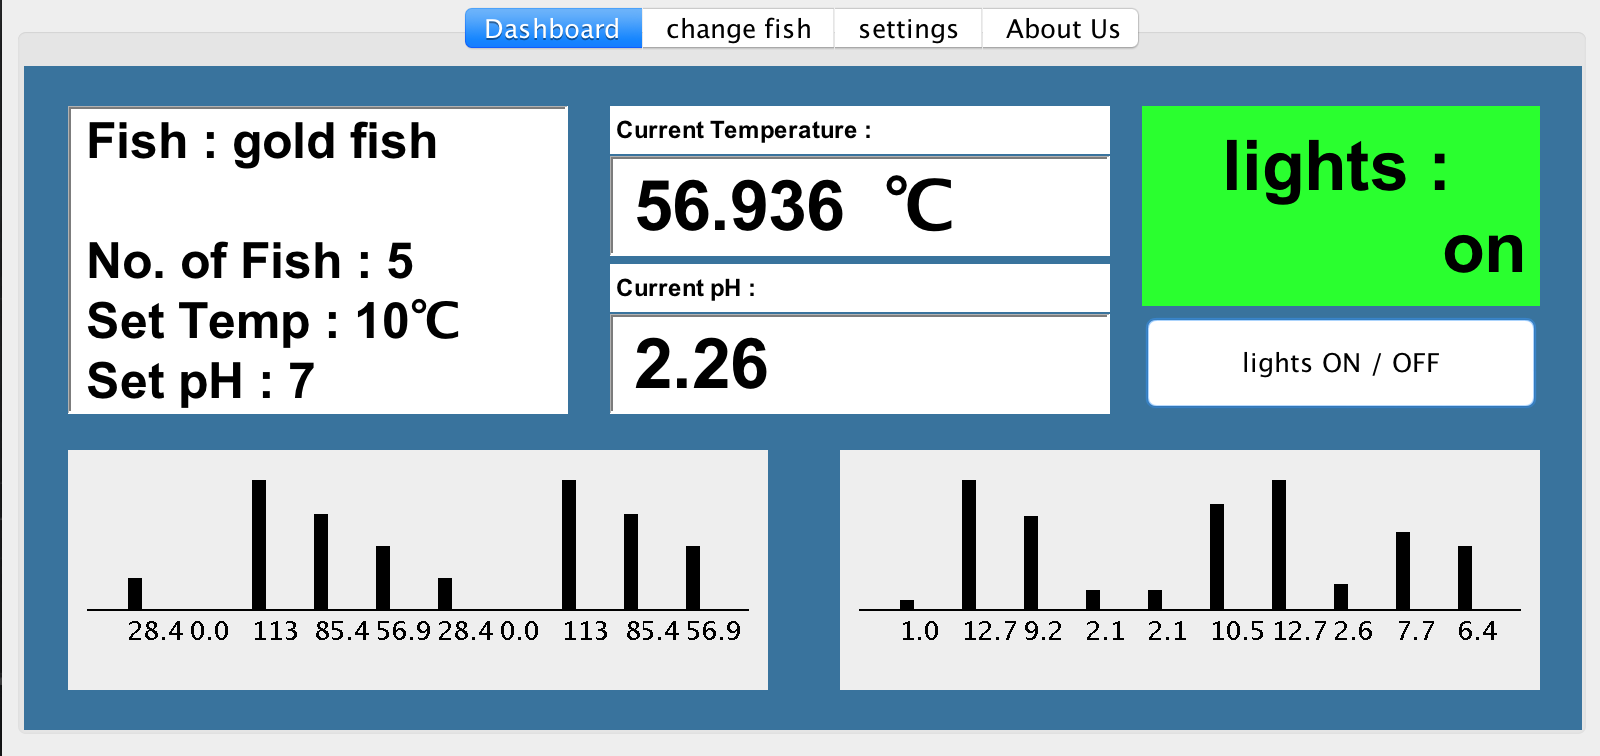 Dashboard change fish settings About Us
Fish : gold fish
No. of Fish : 5
Set Temp : 10℃
Set pH : 7
Current Temperature :
56.936 ℃
Current pH :
2.26
lights :
on
lights ON / OFF
28.4 0.0 113 85.4 56.9 28.4 0.0 113 85.4 56.9
1.0 12.7 9.2 2.1 2.1 10.5 12.7 2.6 7.7 6.4